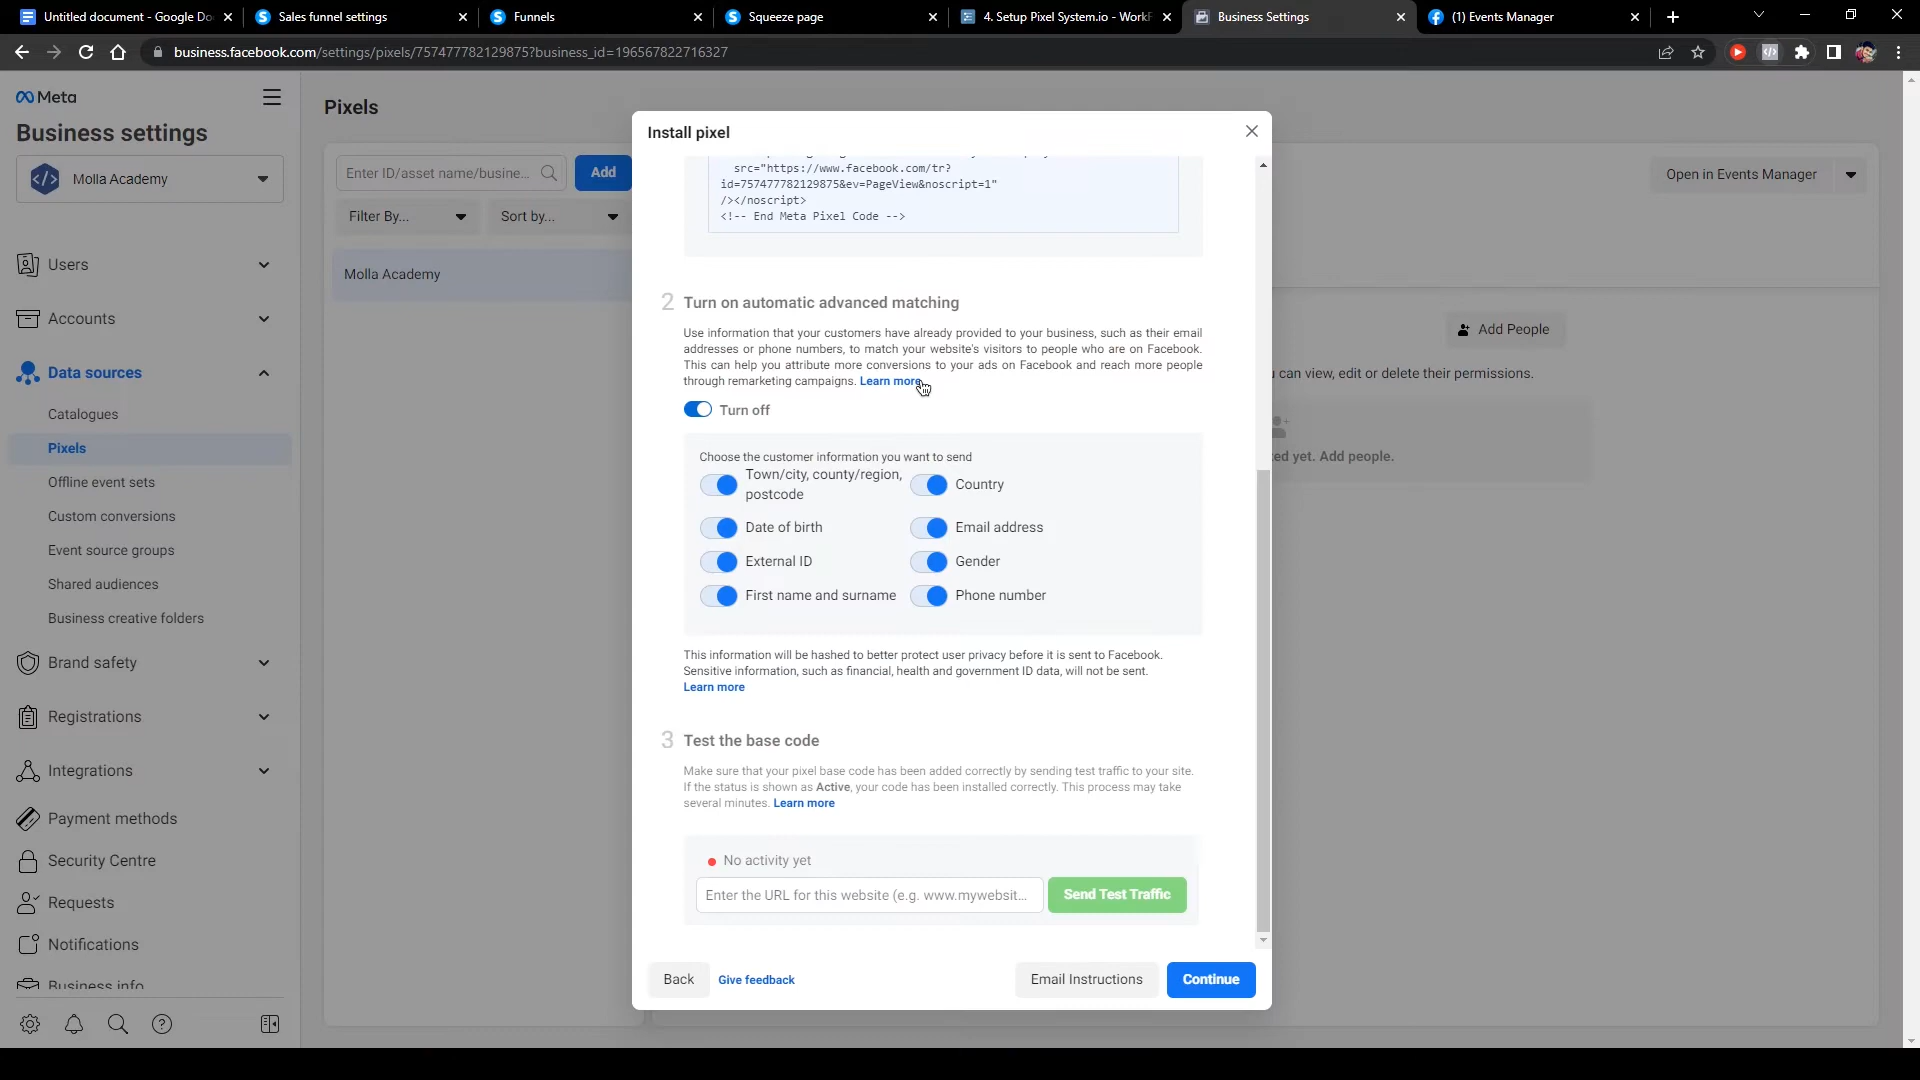 Untitled document - Google Do
Sales funnel settings
Funnels
Squeeze page
4. Setup Pixel System.io - WorkF
Business Settings
(1) Events Manager
business.facebook.com/settings/pixels/757477782129875?business_id=196567822716327
Meta
Business settings
Molla Academy
Users
Accounts
Data sources
Catalogues
Pixels
Offline event sets
Custom conversions
Event source groups
Shared audiences
Business creative folders
Brand safety
Registrations
Integrations
Payment methods
Security Centre
Requests
Notifications
Business info
Pixels
Enter ID/asset name/busine...
Add
Filter By...
Sort by...
Molla Academy
Open in Events Manager
Add People
can view, edit or delete their permissions.
ed yet. Add people.
Install pixel
src="https://www.facebook.com/tr?
id=757477782129875&ev=PageView&noscript=1"
/></noscript>
<!-- End Meta Pixel Code -->
2 Turn on automatic advanced matching
Use information that your customers have already provided to your business, such as their email
addresses or phone numbers, to match your website's visitors to people who are on Facebook.
This can help you attribute more conversions to your ads on Facebook and reach more people
through remarketing campaigns. Learn more
Turn off
Choose the customer information you want to send
Town/city, county/region,
postcode
Country
Date of birth
Email address
External ID
Gender
First name and surname
Phone number
This information will be hashed to better protect user privacy before it is sent to Facebook.
Sensitive information, such as financial, health and government ID data, will not be sent.
Learn more
3 Test the base code
Make sure that your pixel base code has been added correctly by sending test traffic to your site.
If the status is shown as Active, your code has been installed correctly. This process may take
several minutes. Learn more
No activity yet
Enter the URL for this website (e.g. www.mywebsit...
Send Test Traffic
Back
Give feedback
Email Instructions
Continue